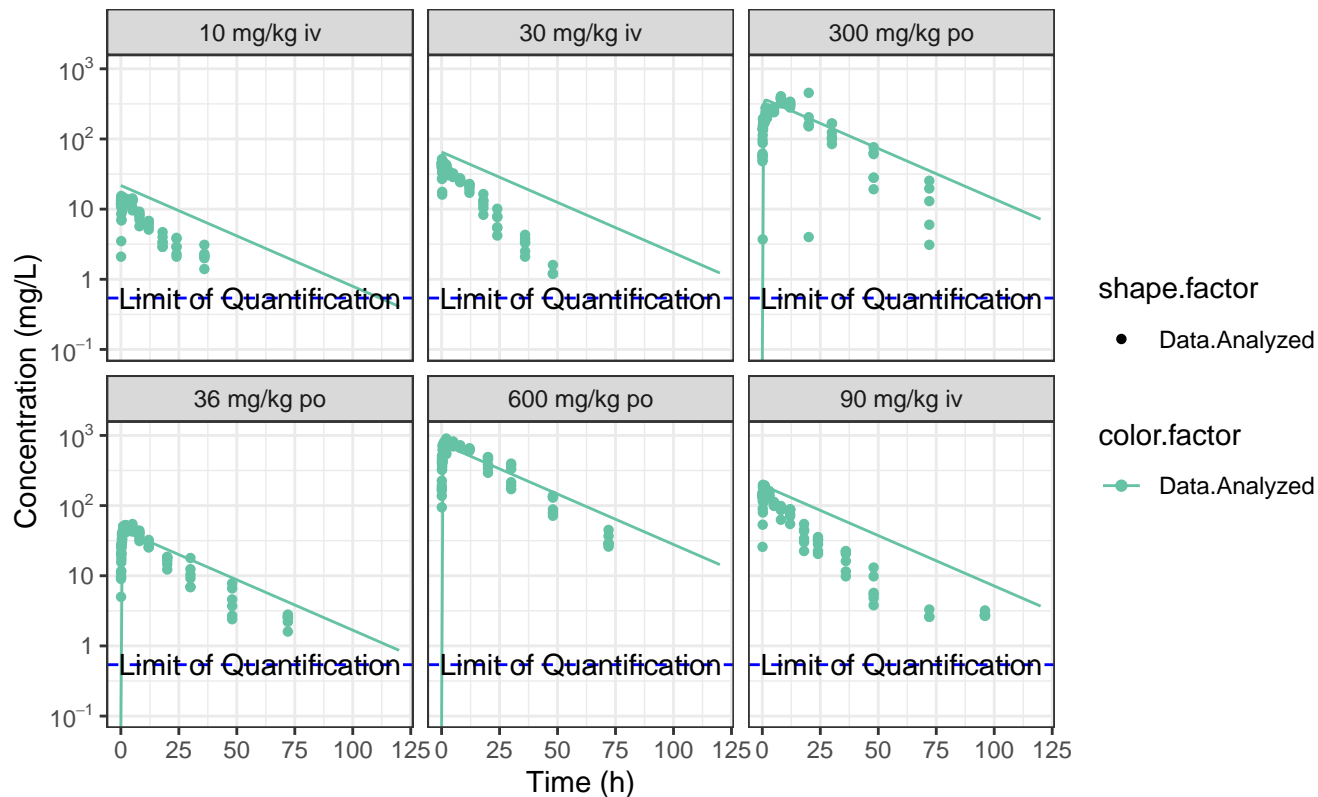 10 mg/kg iv
30 mg/kg iv
300 mg/kg po
10³
10²
10
1
10⁻¹
Limit of Quantification
Limit of Quantification
Limit of Quantification
36 mg/kg po
600 mg/kg po
90 mg/kg iv
10³
10²
10
1
10⁻¹
Limit of Quantification
Limit of Quantification
Limit of Quantification
0 25 50 75 100 125
0 25 50 75 100 125
0 25 50 75 100 125
Time (h)
Concentration (mg/L)
shape.factor
Data.Analyzed
color.factor
Data.Analyzed